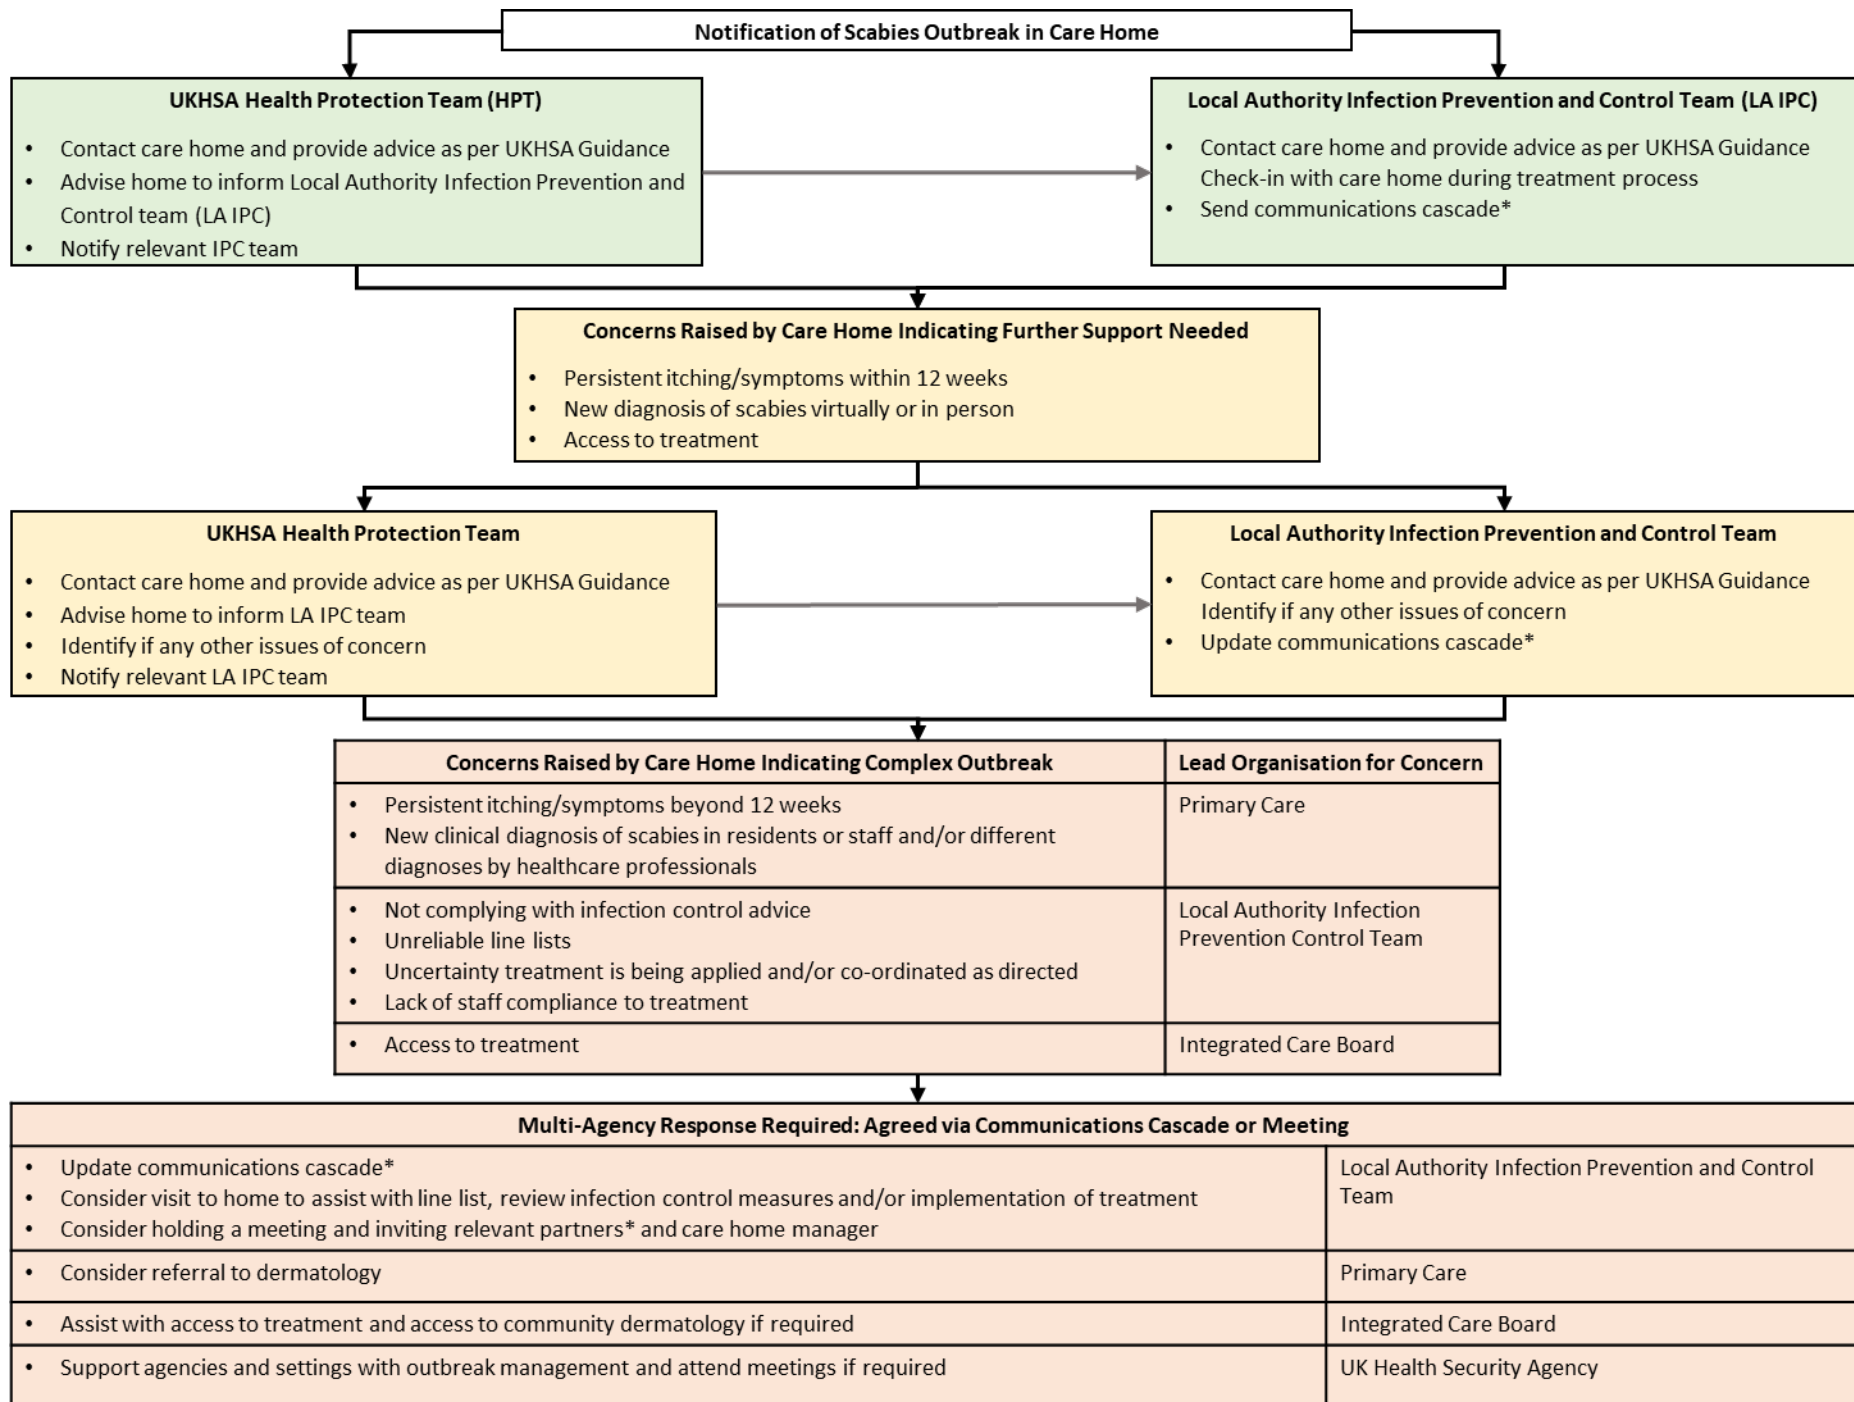 Notification of Scabies Outbreak in Care Home
UKHSA Health Protection Team (HPT)
• Contact care home and provide advice as per UKHSA Guidance
• Advise home to inform Local Authority Infection Prevention and
Control team (LA IPC)
• Notify relevant IPC team
Local Authority Infection Prevention and Control Team (LA IPC)
• Contact care home and provide advice as per UKHSA Guidance
Check-in with care home during treatment process
• Send communications cascade*
Concerns Raised by Care Home Indicating Further Support Needed
• Persistent itching/symptoms within 12 weeks
• New diagnosis of scabies virtually or in person
• Access to treatment
UKHSA Health Protection Team
• Contact care home and provide advice as per UKHSA Guidance
• Advise home to inform LA IPC team
• Identify if any other issues of concern
• Notify relevant LA IPC team
Local Authority Infection Prevention and Control Team
• Contact care home and provide advice as per UKHSA Guidance
Identify if any other issues of concern
• Update communications cascade*
Concerns Raised by Care Home Indicating Complex Outbreak
Lead Organisation for Concern
• Persistent itching/symptoms beyond 12 weeks
• New clinical diagnosis of scabies in residents or staff and/or different
diagnoses by healthcare professionals
Primary Care
• Not complying with infection control advice
• Unreliable line lists
• Uncertainty treatment is being applied and/or co-ordinated as directed
• Lack of staff compliance to treatment
Local Authority Infection
Prevention Control Team
• Access to treatment
Integrated Care Board
Multi-Agency Response Required: Agreed via Communications Cascade or Meeting
• Update communications cascade*
• Consider visit to home to assist with line list, review infection control measures and/or implementation of treatment
• Consider holding a meeting and inviting relevant partners* and care home manager
Local Authority Infection Prevention and Control
Team
• Consider referral to dermatology
Primary Care
• Assist with access to treatment and access to community dermatology if required
Integrated Care Board
• Support agencies and settings with outbreak management and attend meetings if required
UK Health Security Agency